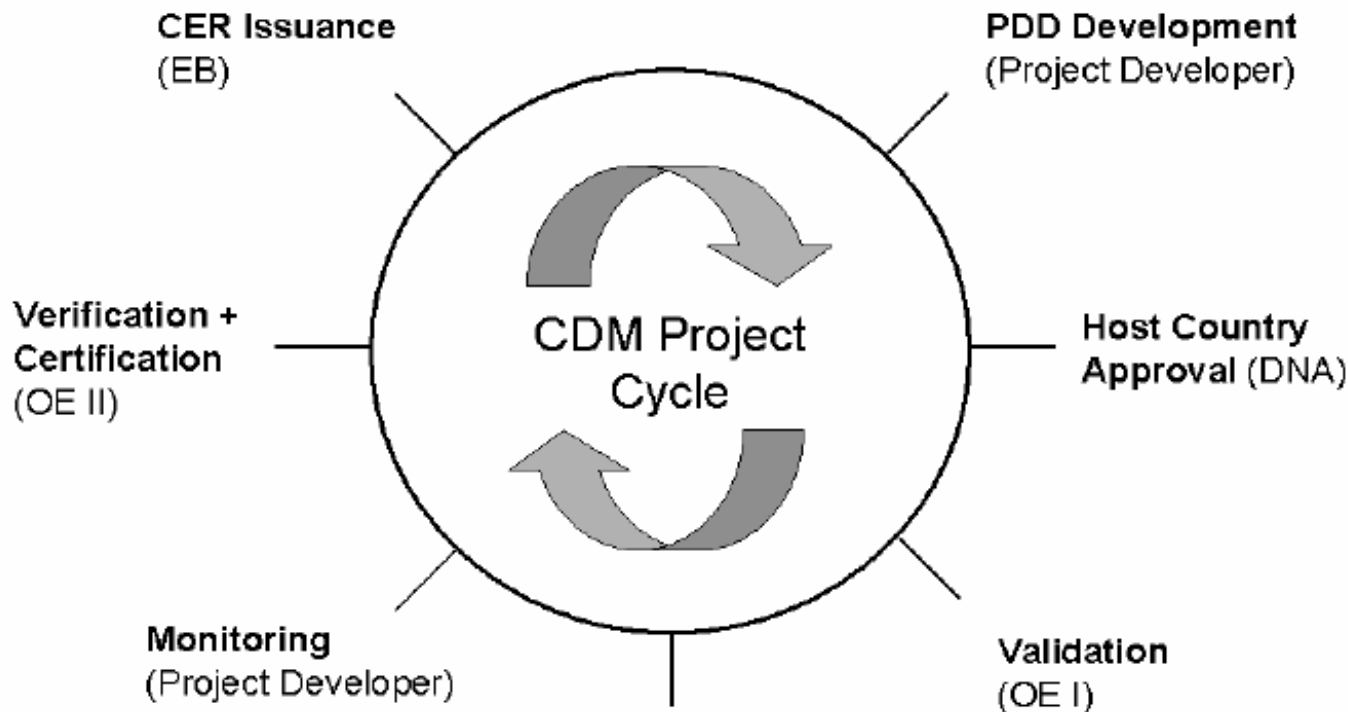 CER Issuance
(EB)
PDD Development
(Project Developer)
Verification +
Certification
(OE II)
CDM Project
Cycle
Host Country
Approval (DNA)
Monitoring
(Project Developer)
Validation
(OE I)